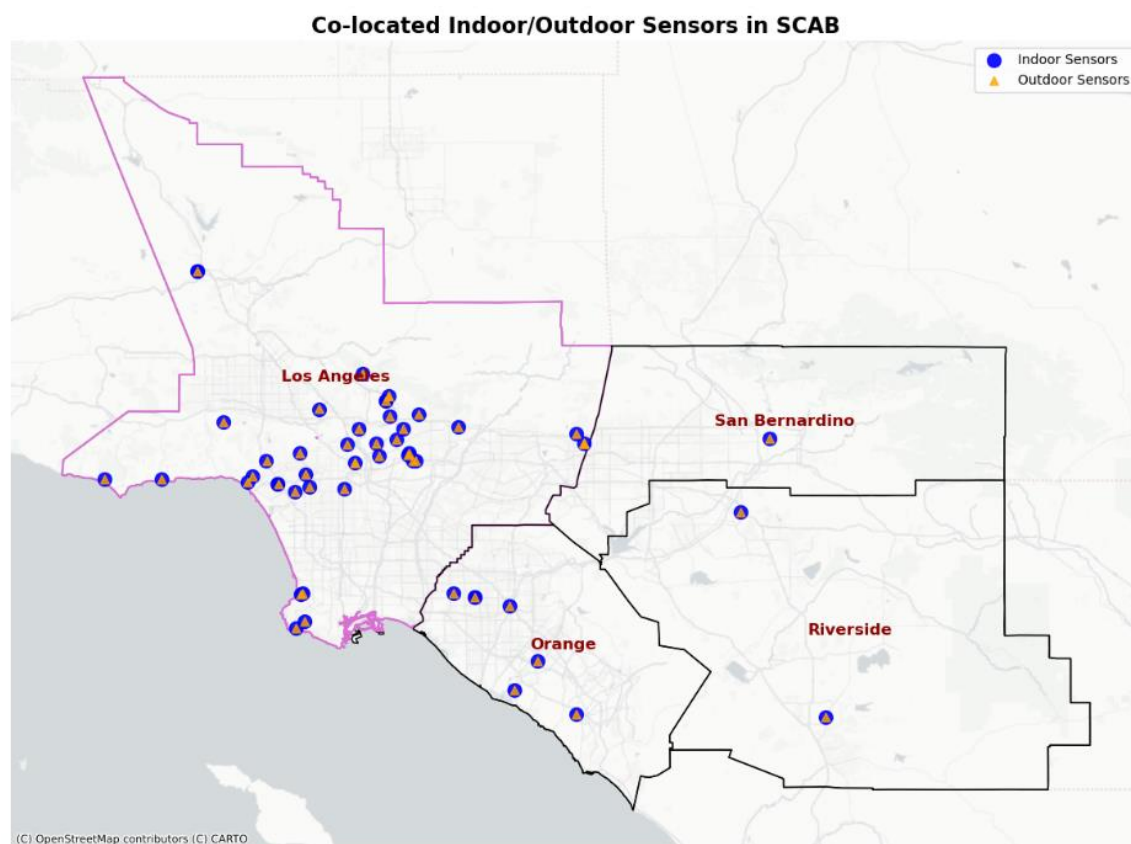 Co-located Indoor/Outdoor Sensors in SCAB
Indoor Sensors
Outdoor Sensors
Los Angeles
San Bernardino
Riverside
Orange
(C) OpenStreetMap contributors (C) CARTO